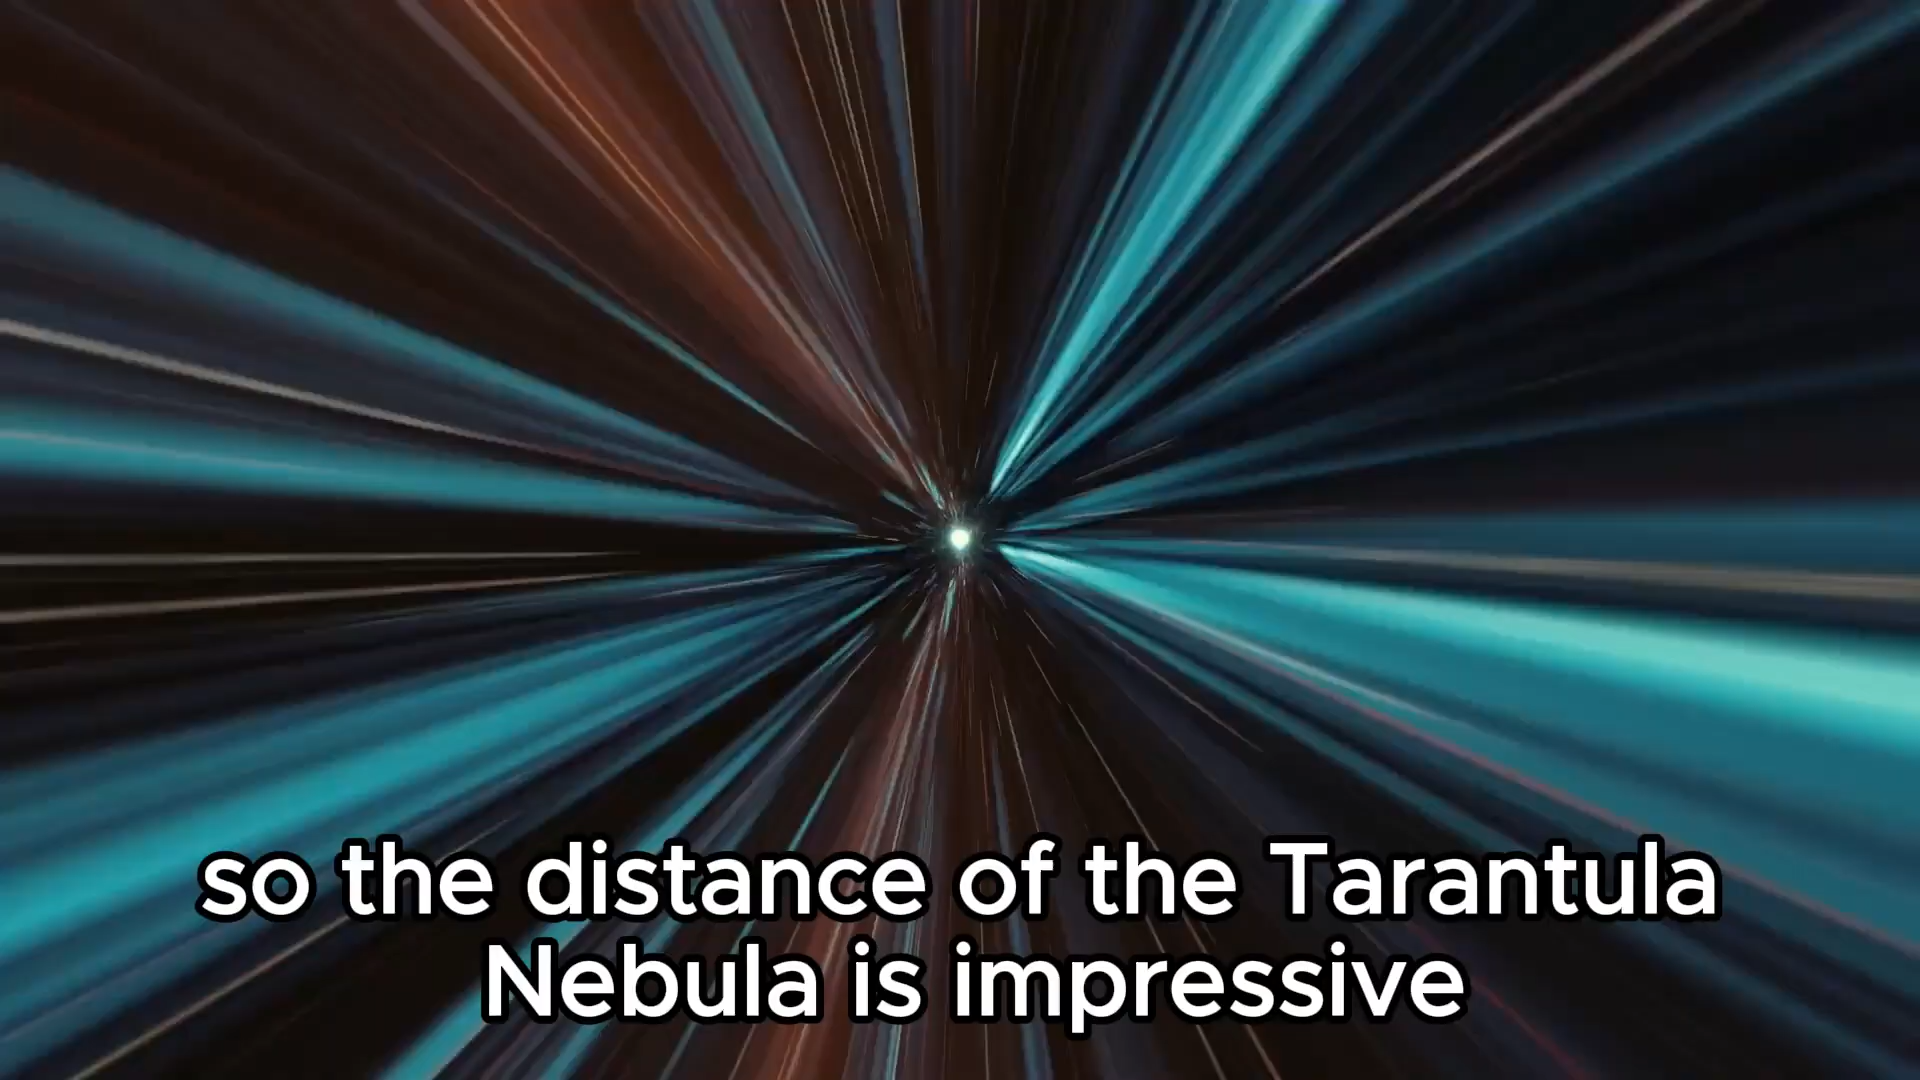 so the distance of the Tarantula
Nebula is impressive